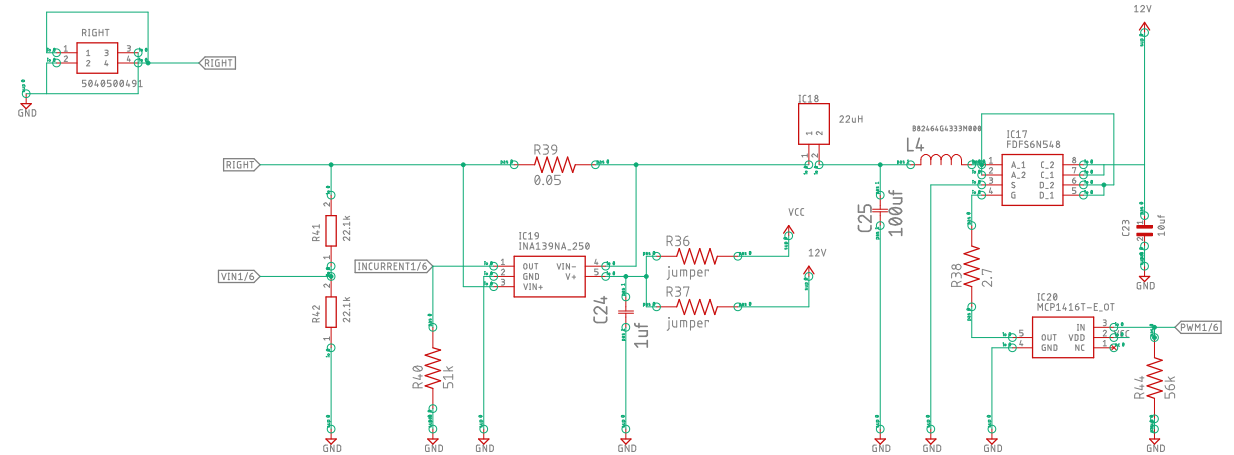 12V
RIGHT
1 1 3 3
2 2 4 4
5040500491
RIGHT
GND
IC18
22uH
1 2
1 2
B82464G4333M000
L4
IC17
FDFS6N548
1 A_1 C_2 8
2 A_2 C_1 7
3 S D_2 6
4 G D_1 5
RIGHT
R39
0.05
R41
22.1k
2
1
C25
100uf
C23
10uf
VCC
12V
IC19
INA139NA_250
R36
jumper
VIN1/6
INCURRENT1/6
1 OUT VIN- 4
2 GND V+ 5
3 VIN+
R38
2.7
R42
22.1k
2
1
C24
1uf
R37
jumper
GND
IC20
MCP1416T-E_OT
IN 3
5 OUT VDD 2 VCC
4 GND NC 1
PWM1/6
R40
51k
R44
56k
GND
GND
GND
GND
GND
GND
GND
GND